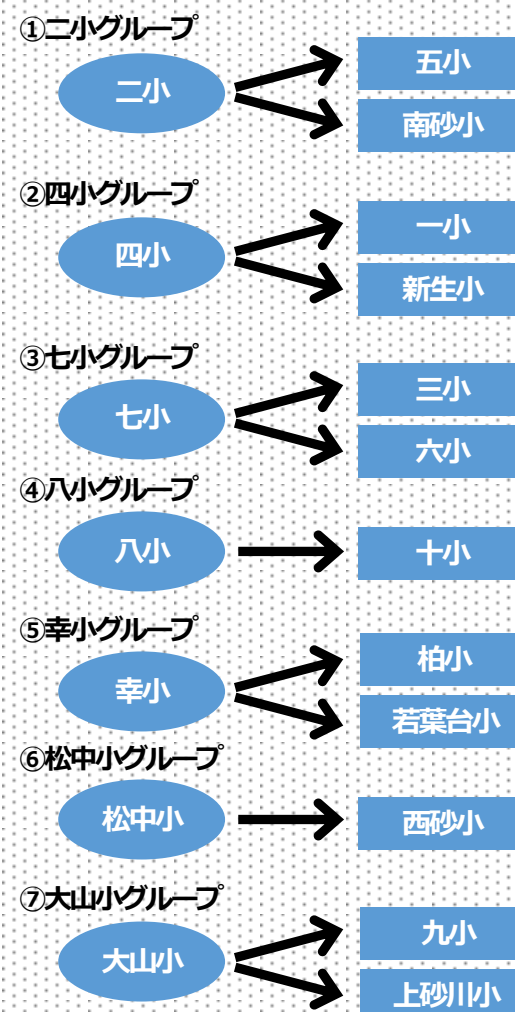 ①二小グループ
二小
五小
南砂小
②四小グループ
四小
一小
新生小
③七小グループ
七小
三小
六小
④八小グループ
八小
十小
⑤幸小グループ
幸小
柏小
若葉台小
⑥松中小グループ
松中小
西砂小
⑦大山小グループ
大山小
九小
上砂川小